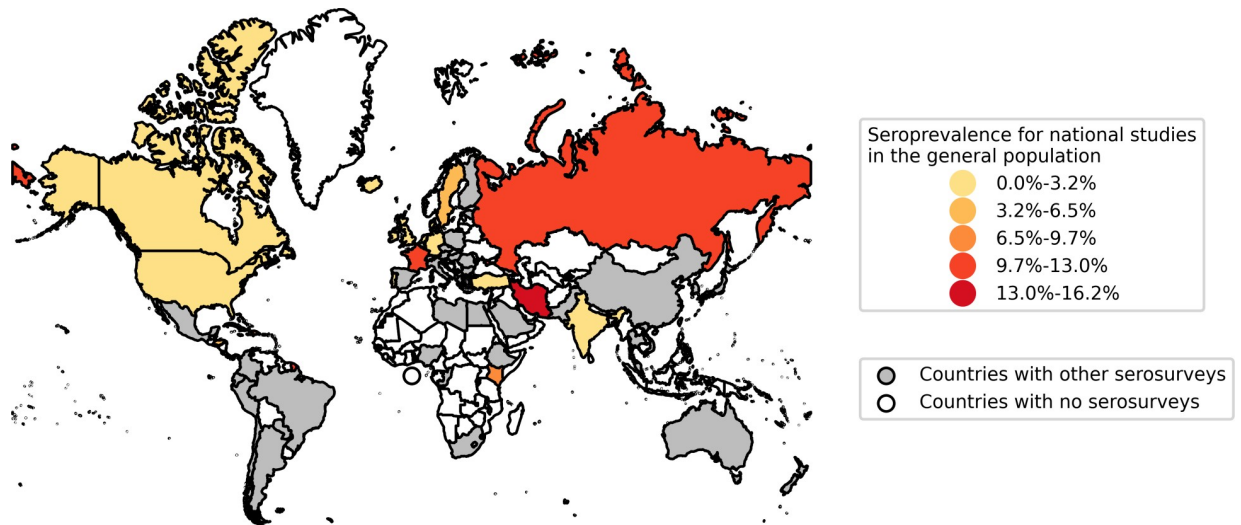 Seroprevalence for national studies
in the general population
0.0%-3.2%
3.2%-6.5%
6.5%-9.7%
9.7%-13.0%
13.0%-16.2%
Countries with other serosurveys
Countries with no serosurveys